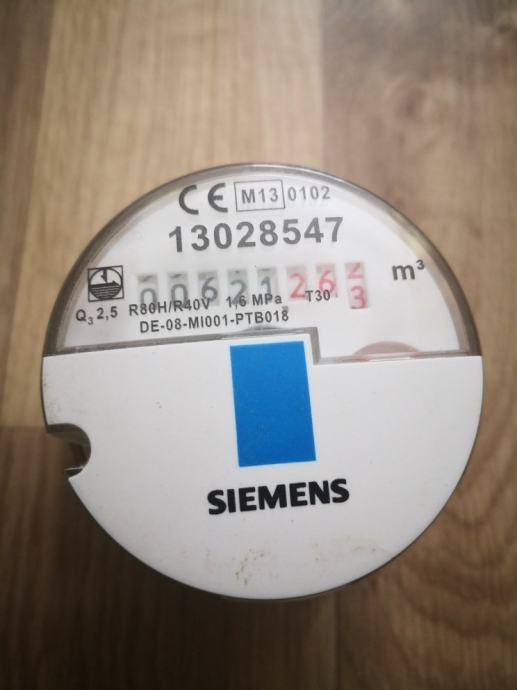 CE M13 0102
13028547
00621,26 m³
Q3 2,5 R80H/R40V 1,6 MPa T30
DE-08-MI001-PTB018
SIEMENS